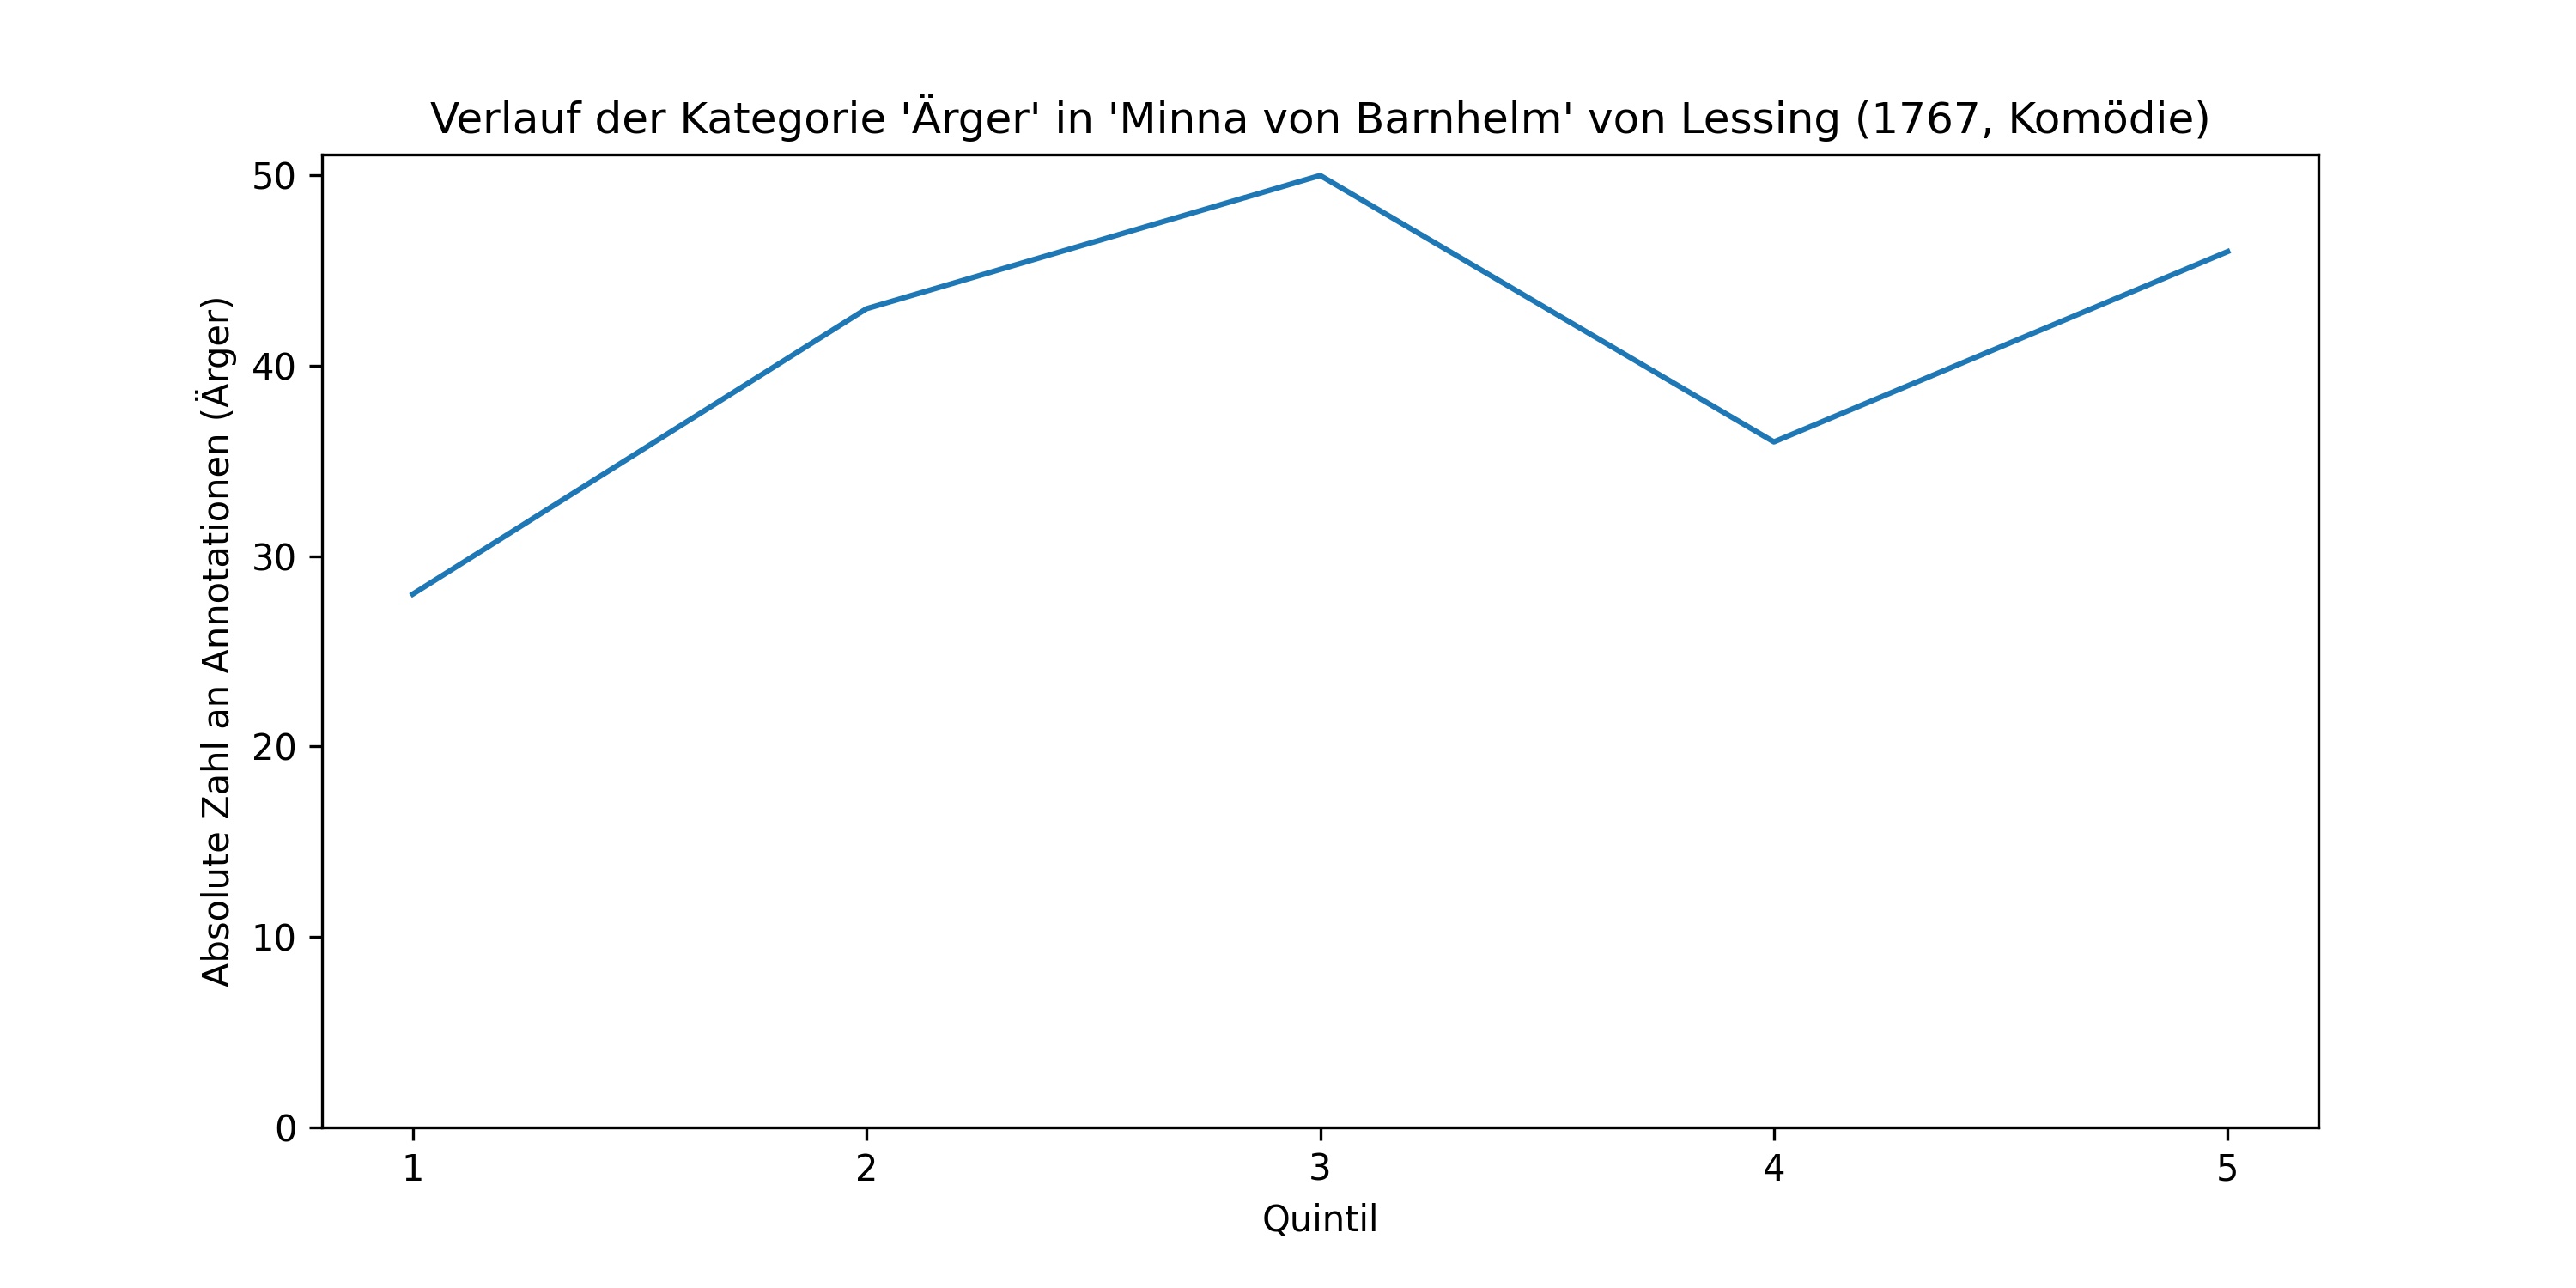 Verlauf der Kategorie 'Ärger' in 'Minna von Barnhelm' von Lessing (1767, Komödie)
Absolute Zahl an Annotationen (Ärger)
50
40
30
20
10
0
1 2 3 4 5
Quintil